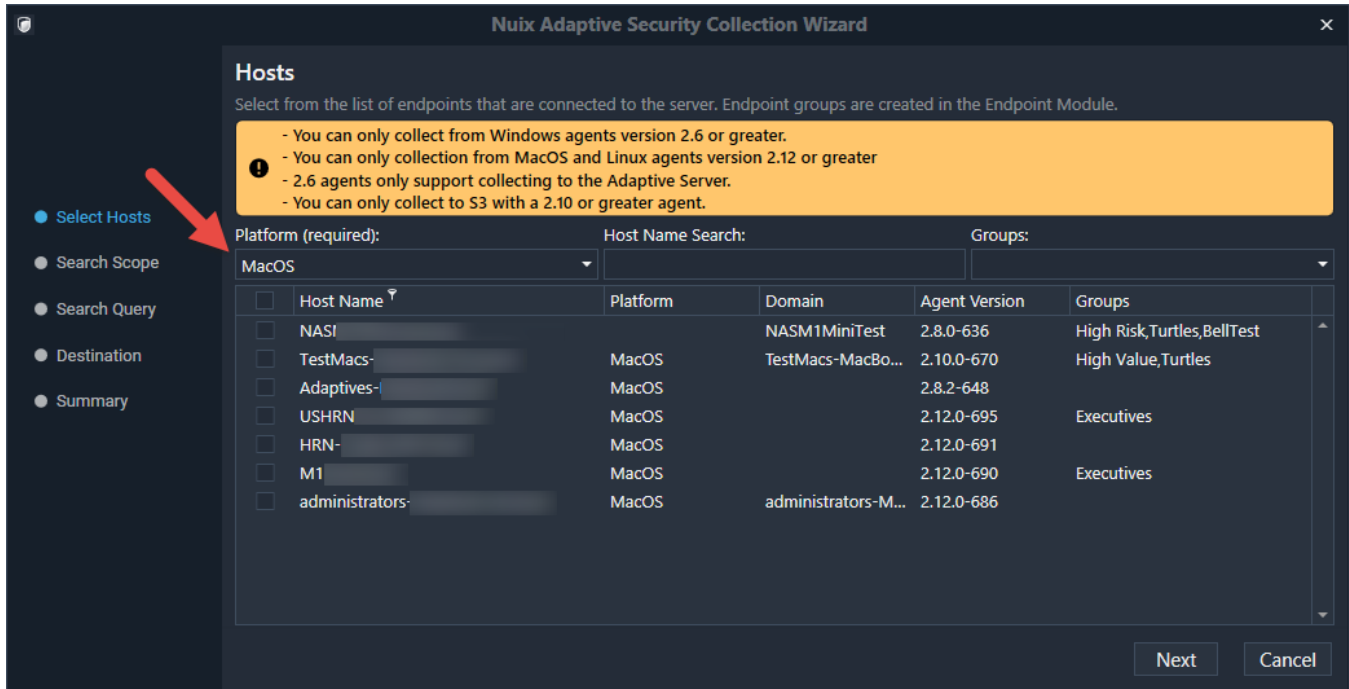 Nuix Adaptive Security Collection Wizard
Hosts
Select from the list of endpoints that are connected to the server. Endpoint groups are created in the Endpoint Module.
- You can only collect from Windows agents version 2.6 or greater.
- You can only collection from MacOS and Linux agents version 2.12 or greater
- 2.6 agents only support collecting to the Adaptive Server.
- You can only collect to S3 with a 2.10 or greater agent.
Select Hosts
Search Scope
Search Query
Destination
Summary
Platform (required): Host Name Search: Groups:
MacOS
Host Name Platform Domain Agent Version Groups
NASM1MiniTest 2.8.0-636 High Risk,Turtles,BellTest
TestMacs- MacOS TestMacs-MacBo... 2.10.0-670 High Value,Turtles
Adaptives- MacOS 2.8.2-648
USHRN MacOS 2.12.0-695 Executives
HRN- MacOS 2.12.0-691
M1 MacOS 2.12.0-690 Executives
administrators- MacOS administrators-M... 2.12.0-686
Next Cancel